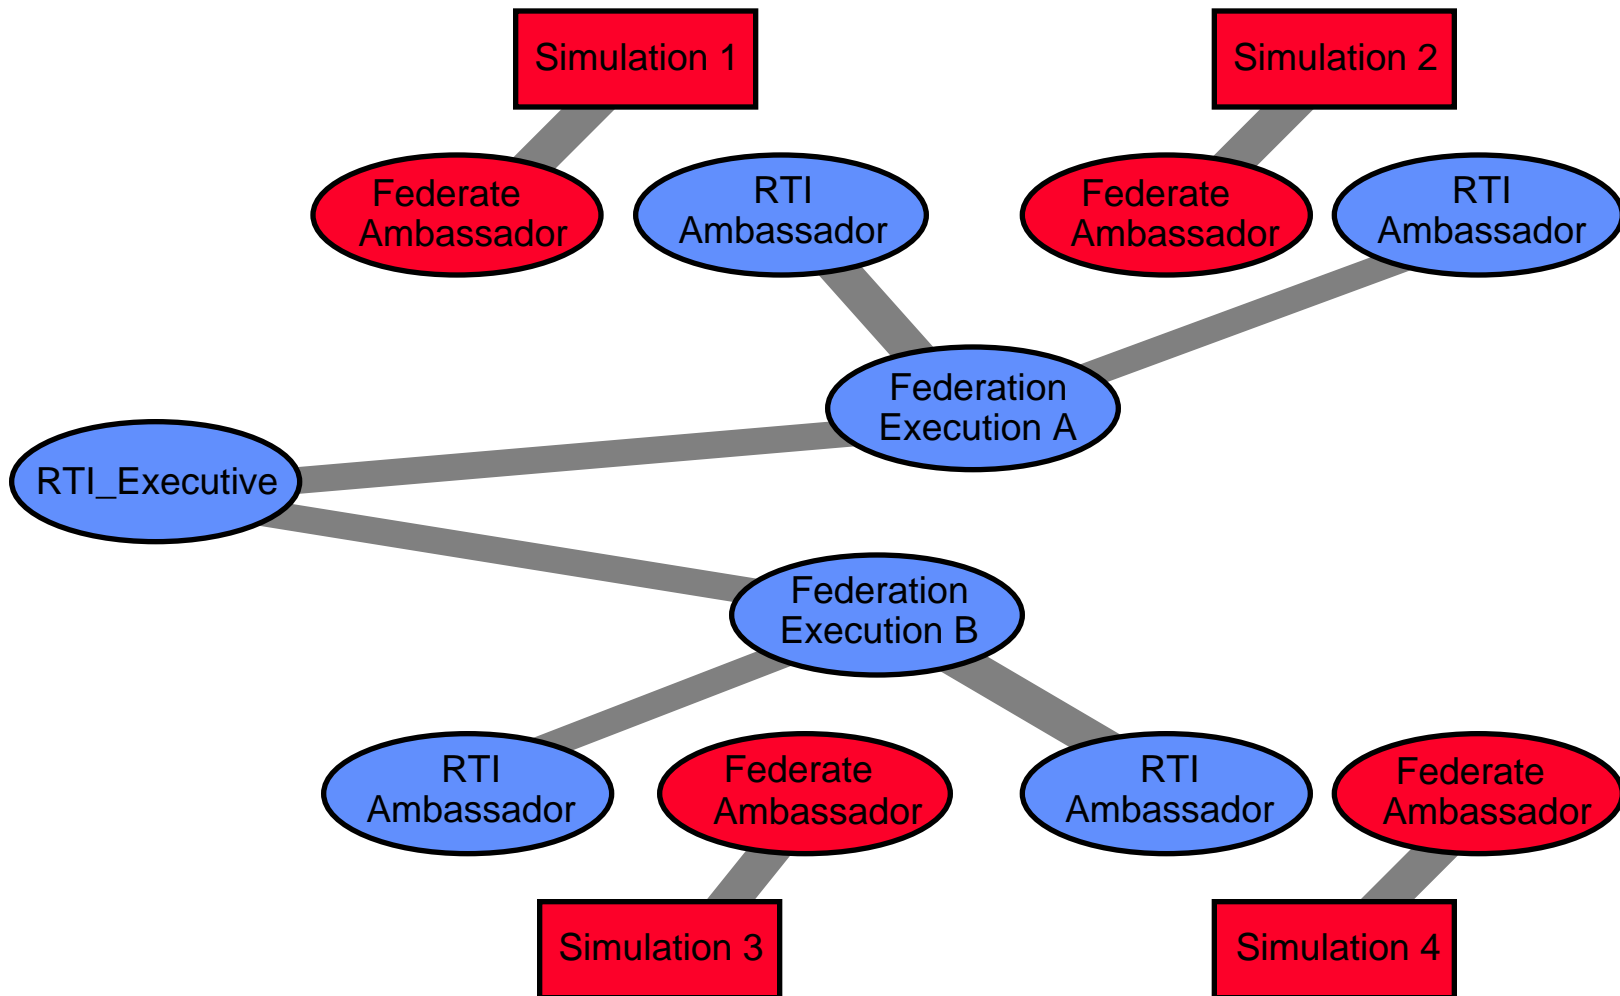 Simulation 1
Simulation 2
Federate
Ambassador
RTI
Ambassador
Federate
Ambassador
RTI
Ambassador
Federation
Execution A
RTI_Executive
Federation
Execution B
RTI
Ambassador
Federate
Ambassador
RTI
Ambassador
Federate
Ambassador
Simulation 3
Simulation 4